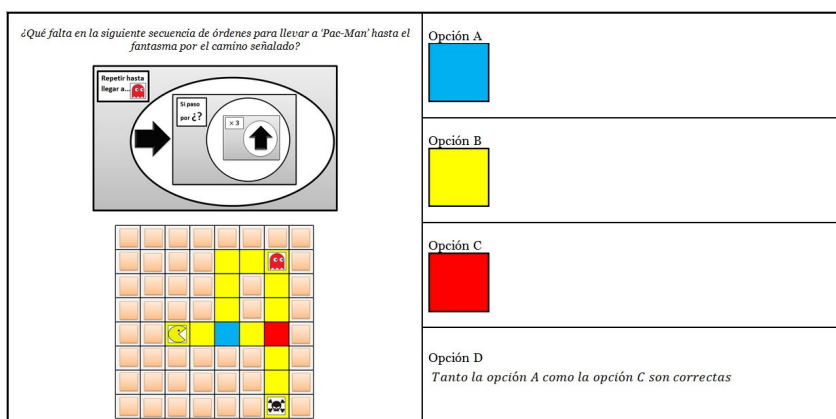 ¿Qué falta en la siguiente secuencia de órdenes para llevar a 'Pac-Man' hasta el
fantasma por el camino señalado?
Repetir hasta
llegar a...
Si paso
por ¿?
× 3
Opción A
Opción B
Opción C
Opción D
Tanto la opción A como la opción C son correctas